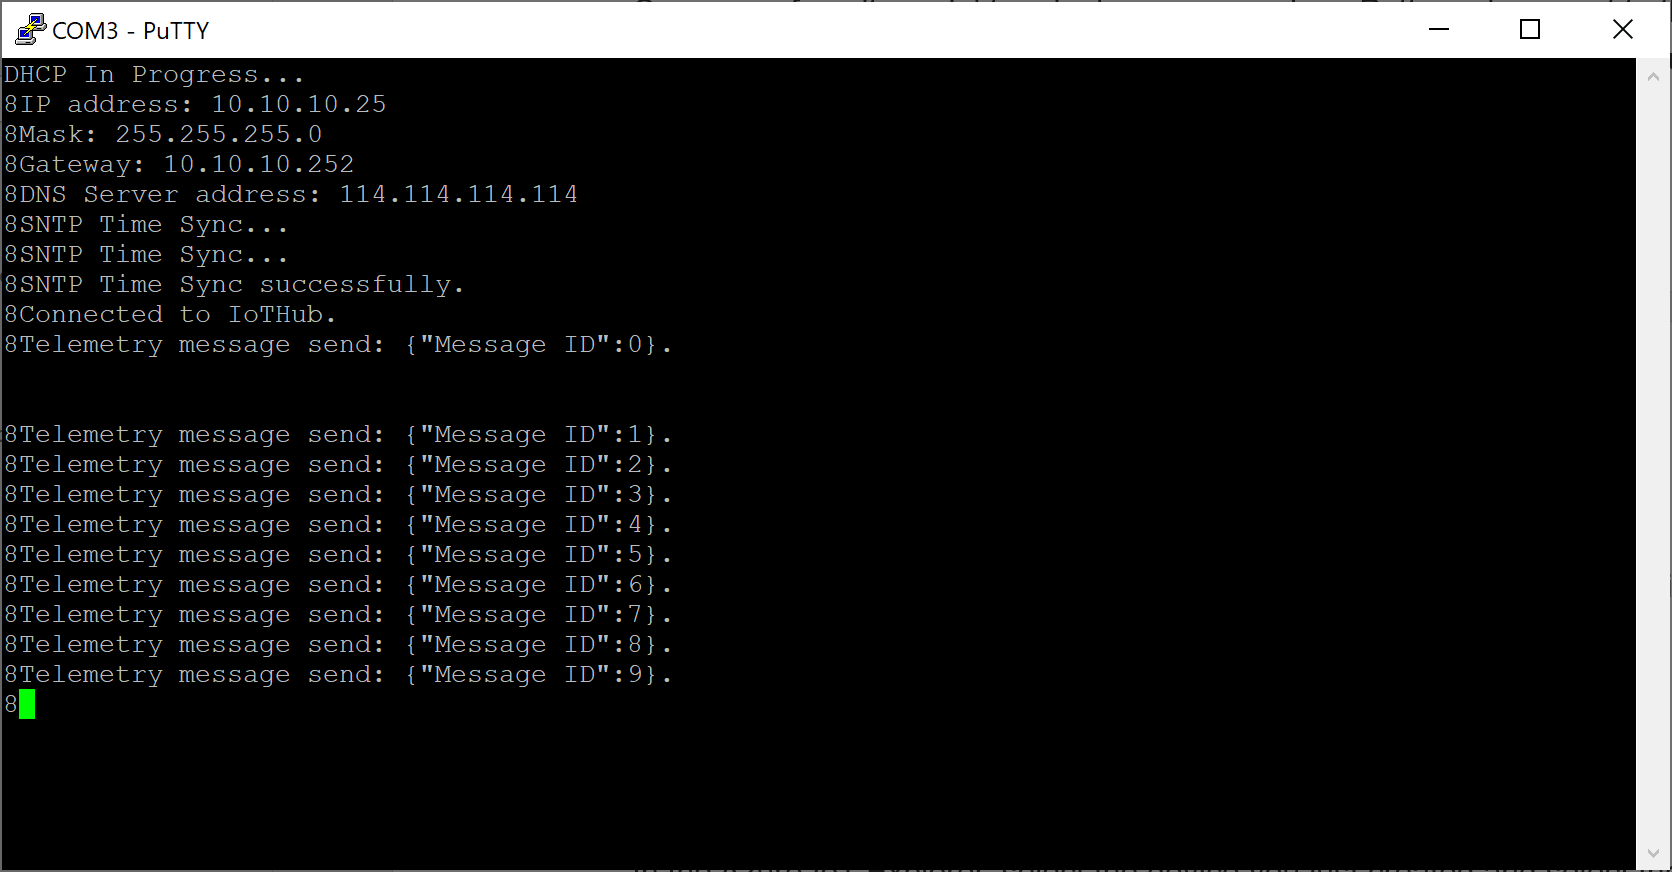 COM3 - PuTTY
DHCP In Progress...
8IP address: 10.10.10.25
8Mask: 255.255.255.0
8Gateway: 10.10.10.252
8DNS Server address: 114.114.114.114
8SNTP Time Sync...
8SNTP Time Sync...
8SNTP Time Sync successfully.
8Connected to IoTHub.
8Telemetry message send: {"Message ID":0}.
8Telemetry message send: {"Message ID":1}.
8Telemetry message send: {"Message ID":2}.
8Telemetry message send: {"Message ID":3}.
8Telemetry message send: {"Message ID":4}.
8Telemetry message send: {"Message ID":5}.
8Telemetry message send: {"Message ID":6}.
8Telemetry message send: {"Message ID":7}.
8Telemetry message send: {"Message ID":8}.
8Telemetry message send: {"Message ID":9}.
8